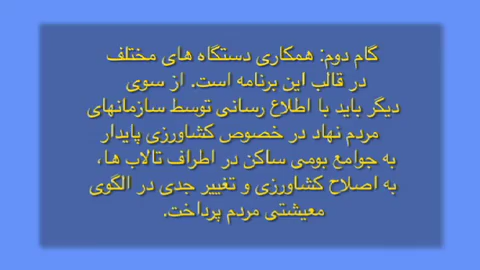 گام دوم: همکاری دستگاه های مختلف
در قالب این برنامه است. از سوی
دیگر باید با اطلاع رسانی توسط سازمانهای
مردم نهاد در خصوص کشاورزی پایدار
به جوامع بومی ساکن در اطراف تالاب ها،
به اصلاح کشاورزی و تغییر جدی در الگوی
معیشتی مردم پرداخت.